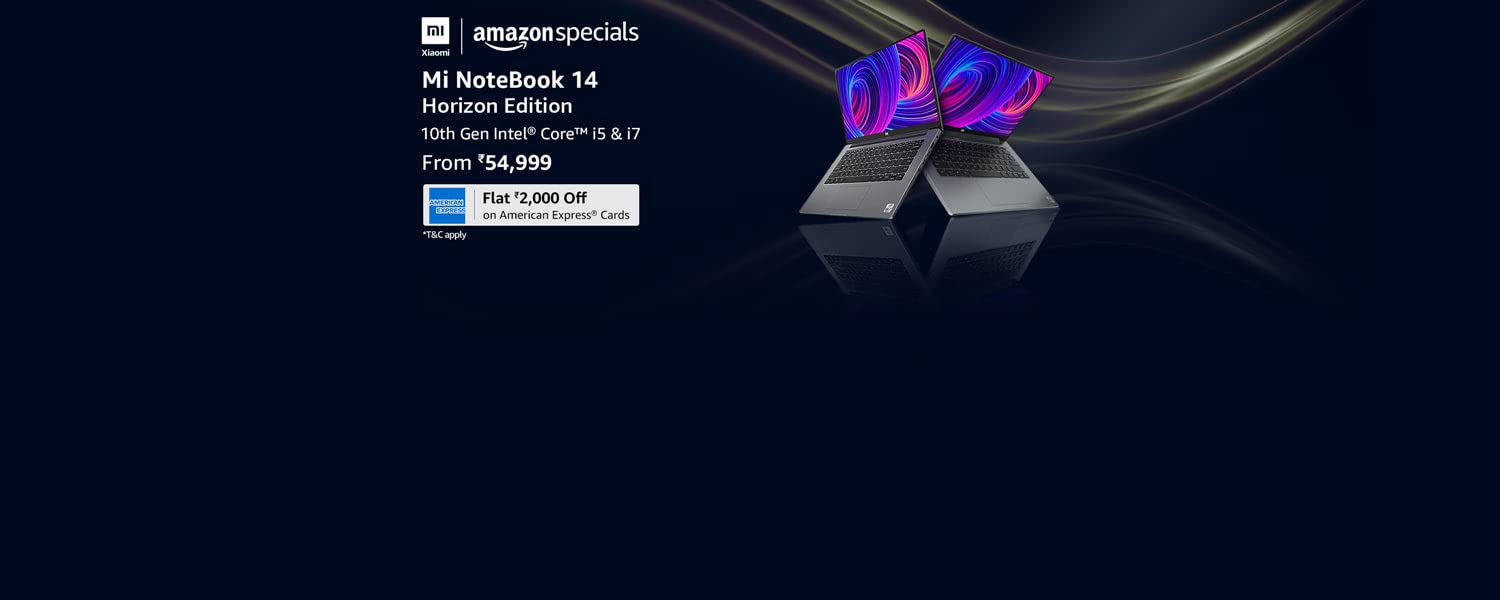 mi
Xiaomi
amazonspecials
Mi NoteBook 14
Horizon Edition
10th Gen Intel® Core™ i5 & i7
From ₹54,999
AMERICAN
EXPRESS
Flat ₹2,000 Off
on American Express® Cards
*T&C apply